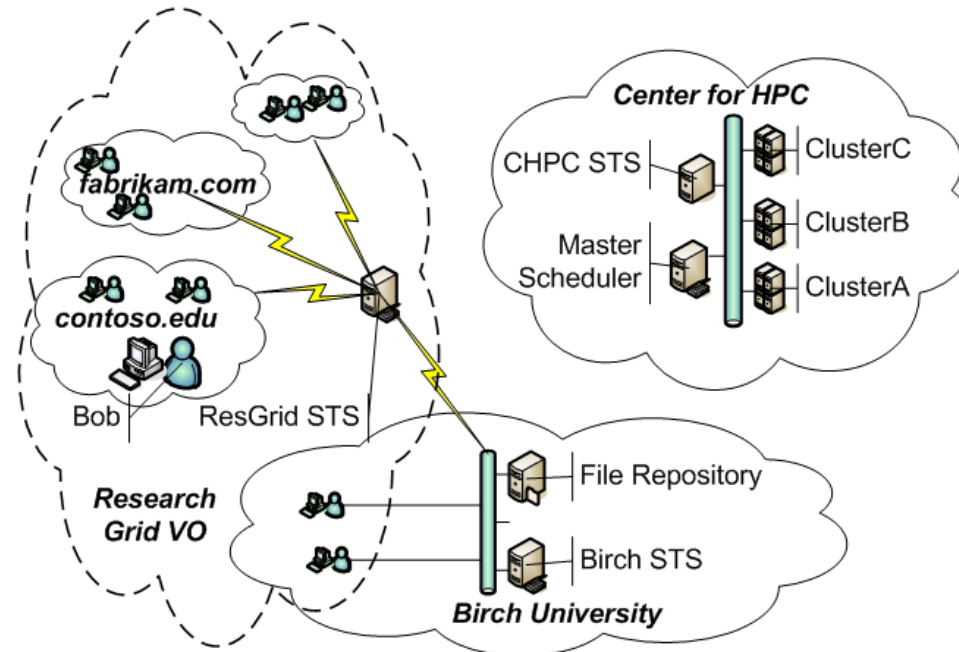 Center for HPC
CHPC STS
ClusterC
ClusterB
Master
Scheduler
ClusterA
fabrikam.com
contoso.edu
Bob
ResGrid STS
Research
Grid VO
File Repository
Birch STS
Birch University